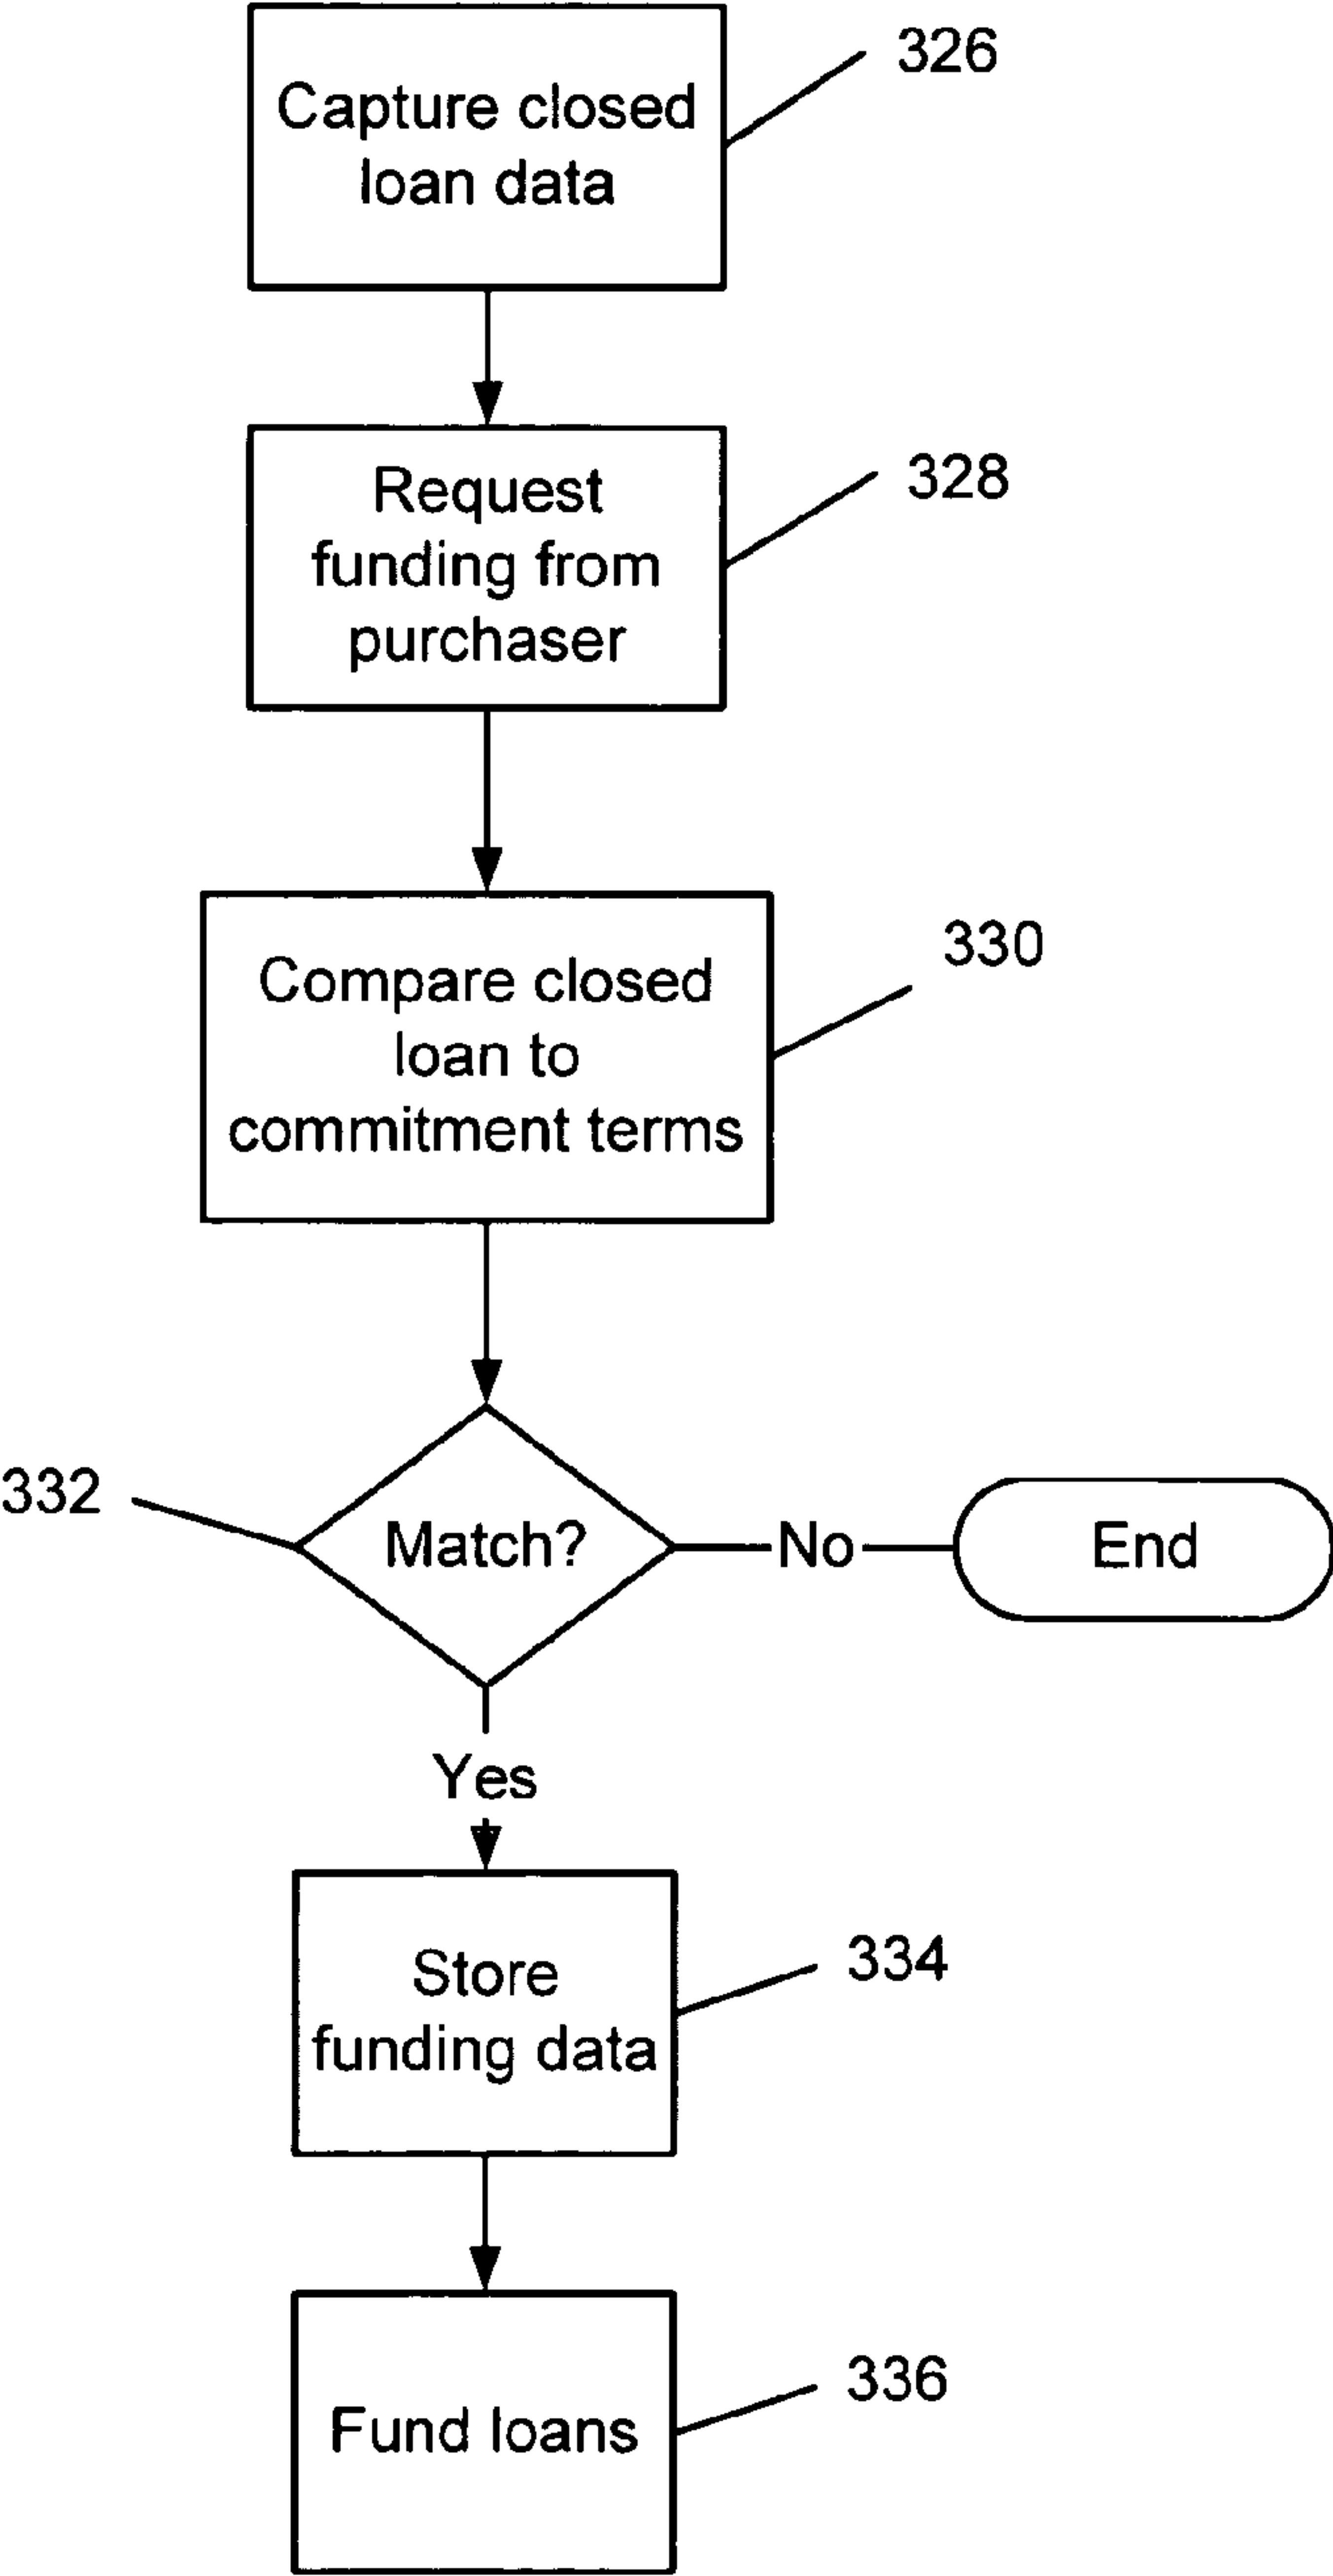 Capture closed
loan data
326
Request
funding from
purchaser
328
Compare closed
loan to
commitment terms
330
332
Match?
No
End
Yes
Store
funding data
334
Fund loans
336